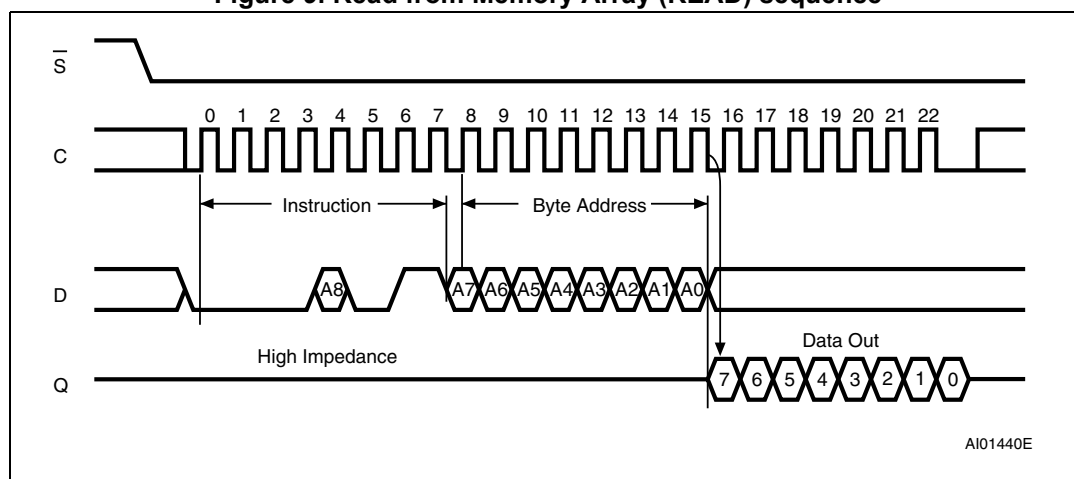 Figure 9. Read from Memory Array (READ) sequence
S
0 1 2 3 4 5 6 7 8 9 10 11 12 13 14 15 16 17 18 19 20 21 22
C
Instruction
Byte Address
D
A8
A7 A6 A5 A4 A3 A2 A1 A0
High Impedance
Data Out
Q
7 6 5 4 3 2 1 0
AI01440E